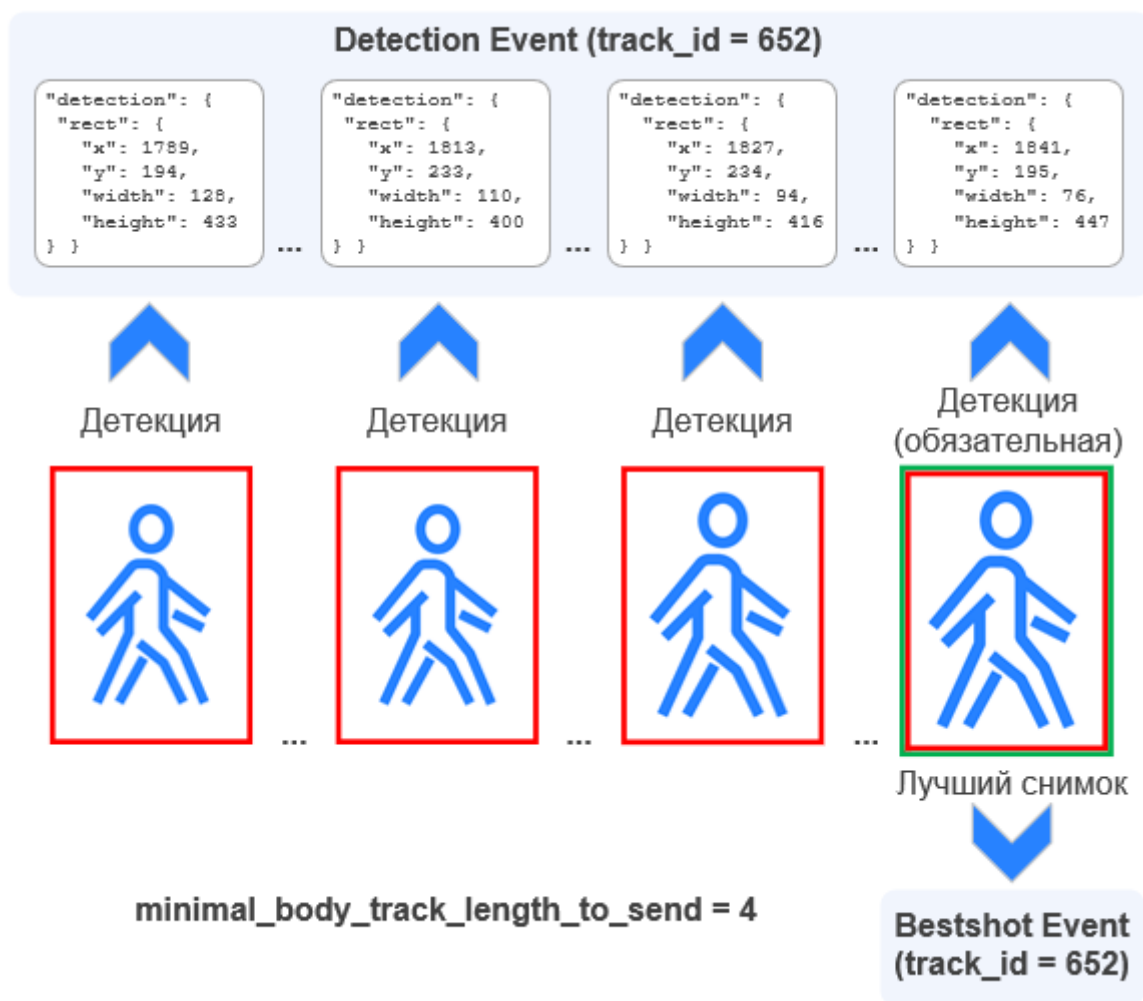 Detection Event (track_id = 652)
"detection": {
"rect": {
"x": 1789,
"y": 194,
"width": 128,
"height": 433
} }
...
"detection": {
"rect": {
"x": 1813,
"y": 233,
"width": 110,
"height": 400
} }
...
"detection": {
"rect": {
"x": 1827,
"y": 234,
"width": 94,
"height": 416
} }
...
"detection": {
"rect": {
"x": 1841,
"y": 195,
"width": 76,
"height": 447
} }
Детекция
Детекция
Детекция
Детекция
(обязательная)
... ... ...
Лучший снимок
minimal_body_track_length_to_send = 4
Bestshot Event
(track_id = 652)